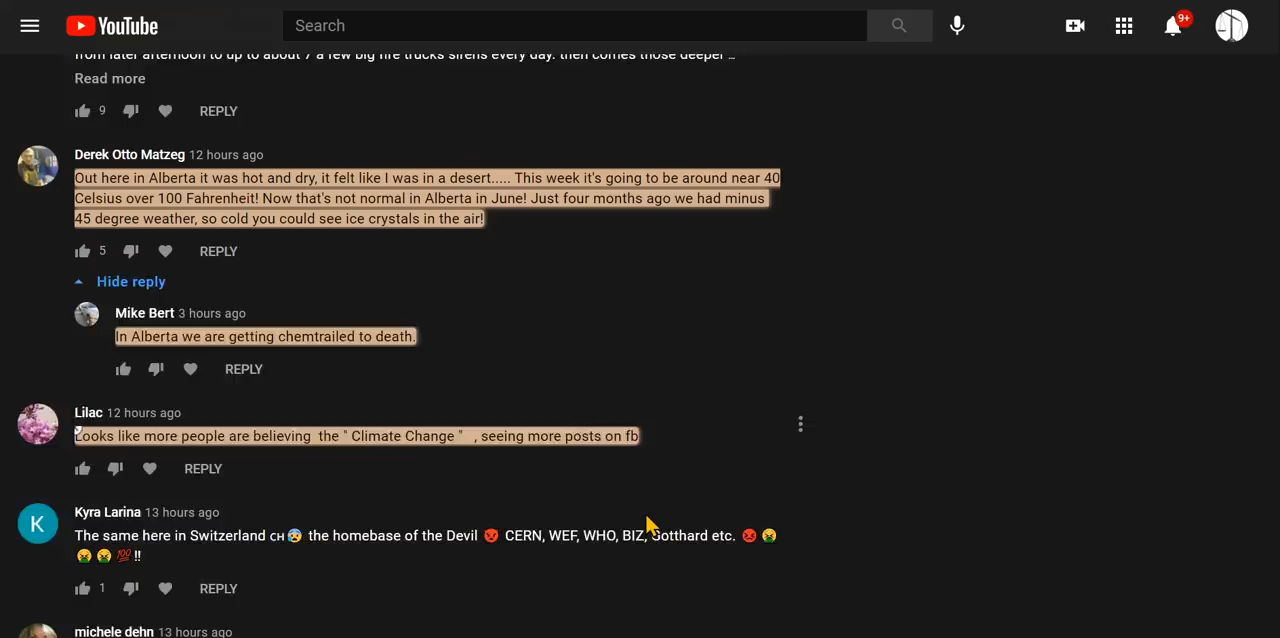 YouTube
Search
9+
from later afternoon to up to about 7 a few big fire trucks sirens every day. then comes those deeper ...
Read more
9 REPLY
Derek Otto Matzeg 12 hours ago
Out here in Alberta it was hot and dry, it felt like I was in a desert..... This week it's going to be around near 40
Celsius over 100 Fahrenheit! Now that's not normal in Alberta in June! Just four months ago we had minus
45 degree weather, so cold you could see ice crystals in the air!
5 REPLY
Hide reply
Mike Bert 3 hours ago
In Alberta we are getting chemtrailed to death.
REPLY
Lilac 12 hours ago
Looks like more people are believing the " Climate Change " , seeing more posts on fb
REPLY
K
Kyra Larina 13 hours ago
The same here in Switzerland CH😰 the homebase of the Devil 👹 CERN, WEF, WHO, BIZ, Gotthard etc. 😡 🤮
🤮 🤮 💯‼
1 REPLY
michele dehn 13 hours ago